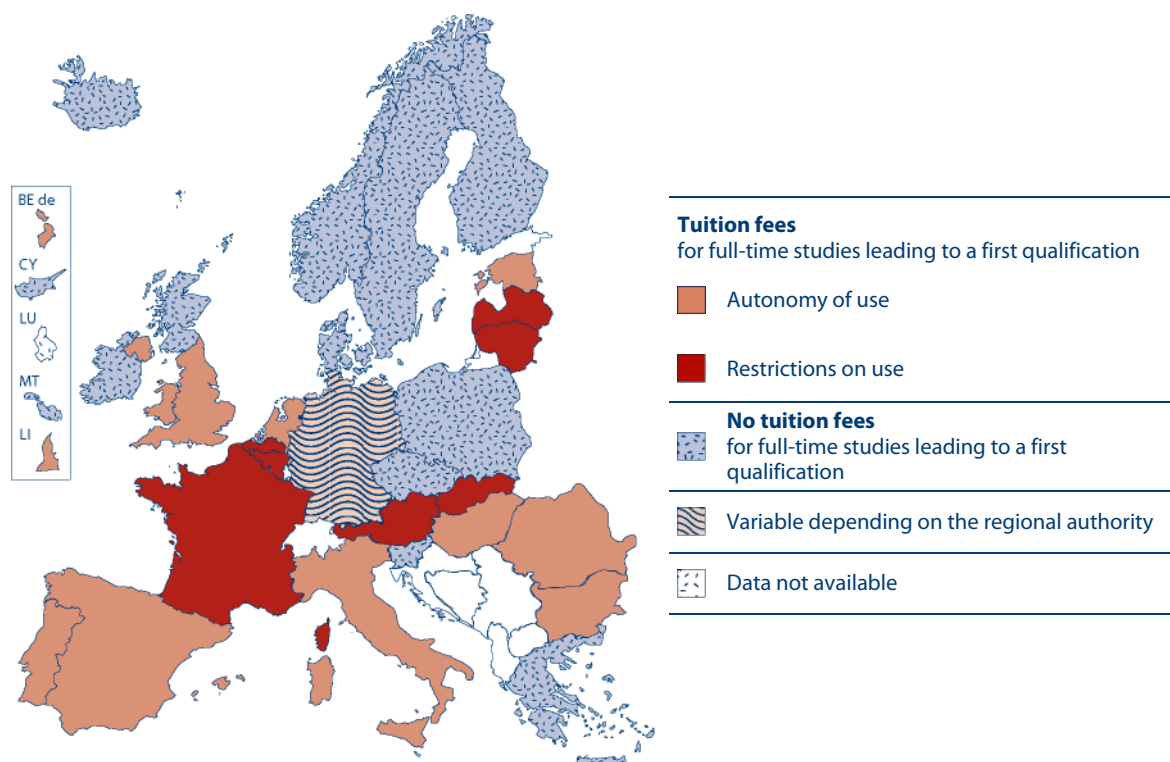 BE de
CY
LU
MT
LI
Tuition fees
for full-time studies leading to a first qualification
Autonomy of use
Restrictions on use
No tuition fees
for full-time studies leading to a first
qualification
Variable depending on the regional authority
Data not available